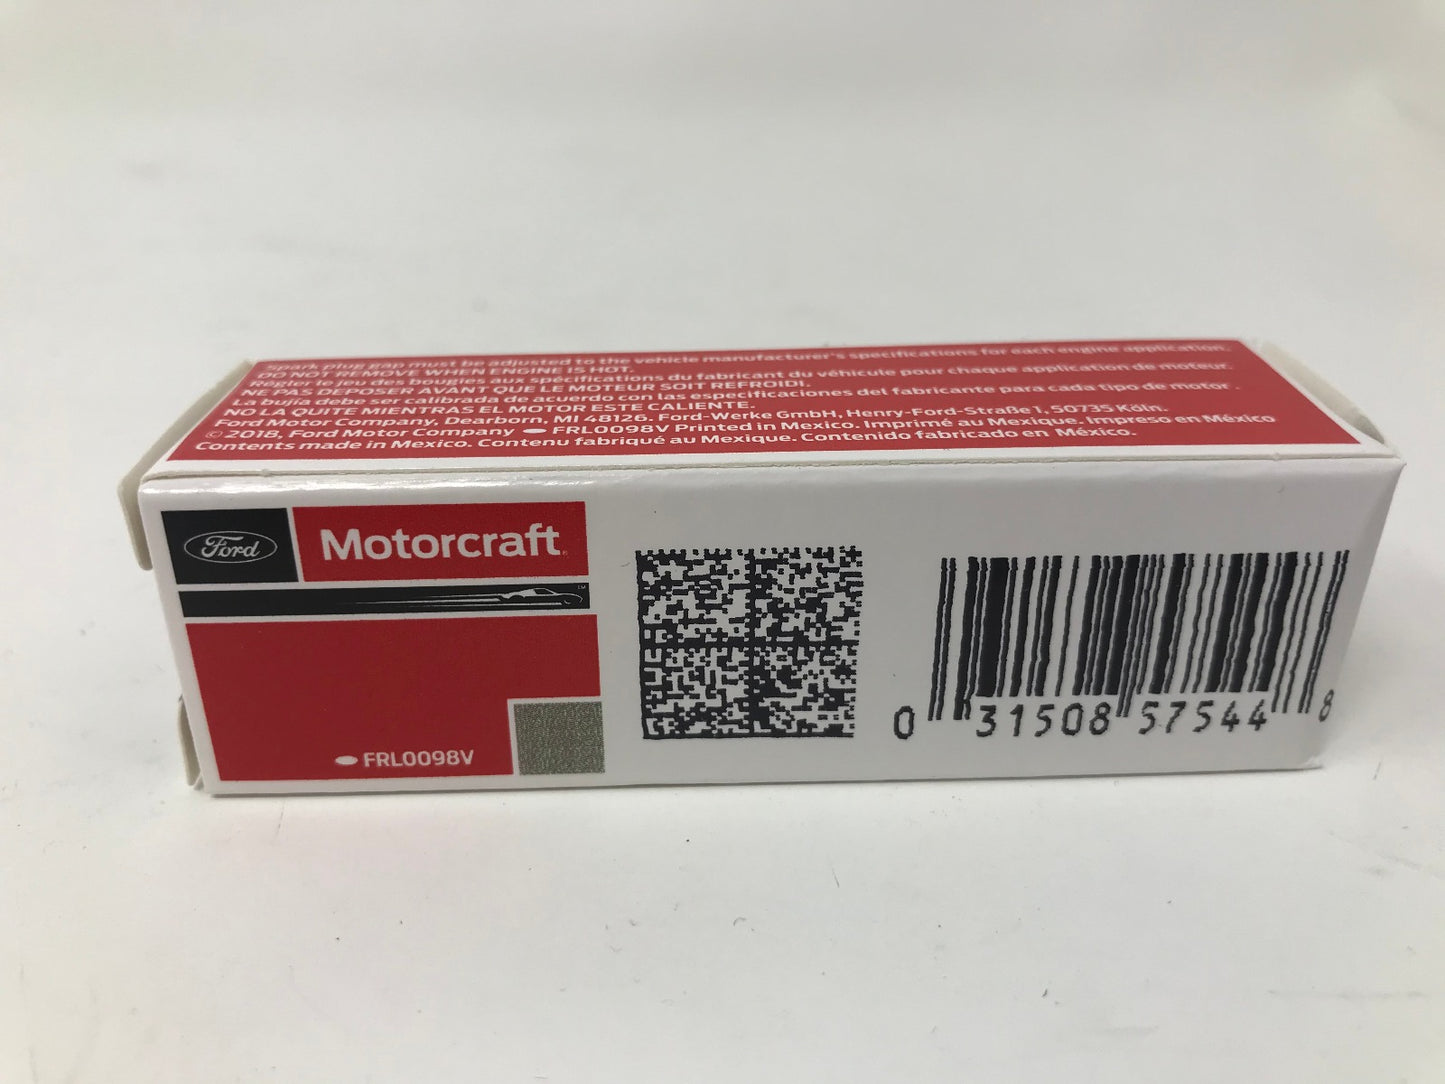 Spark plug gap must be adjusted to the vehicle manufacturer's specifications for each engine application.
DO NOT REMOVE WHEN ENGINE IS HOT.
Régler le jeu des bougies aux spécifications du fabricant du véhicule pour chaque application de moteur.
NE PAS DEPOSER AVANT QUE LE MOTEUR SOIT REFROIDI.
La bujia debe ser calibrada de acuerdo con las especificaciones del fabricante para cada tipo de motor .
NO LA QUITE MIENTRAS EL MOTOR ESTE CALIENTE.
Ford Motor Company, Dearborn, MI 48126. Ford-Werke GmbH, Henry-Ford-Straße 1, 50735 Köln.
© 2018, Ford Motor Company FRL0098V Printed in Mexico. Imprimé au Mexique. Impreso en México
Contents made in Mexico. Contenu fabriqué au Mexique. Contenido fabricado en México.
Ford Motorcraft
FRL0098V
0 31508 57544 8